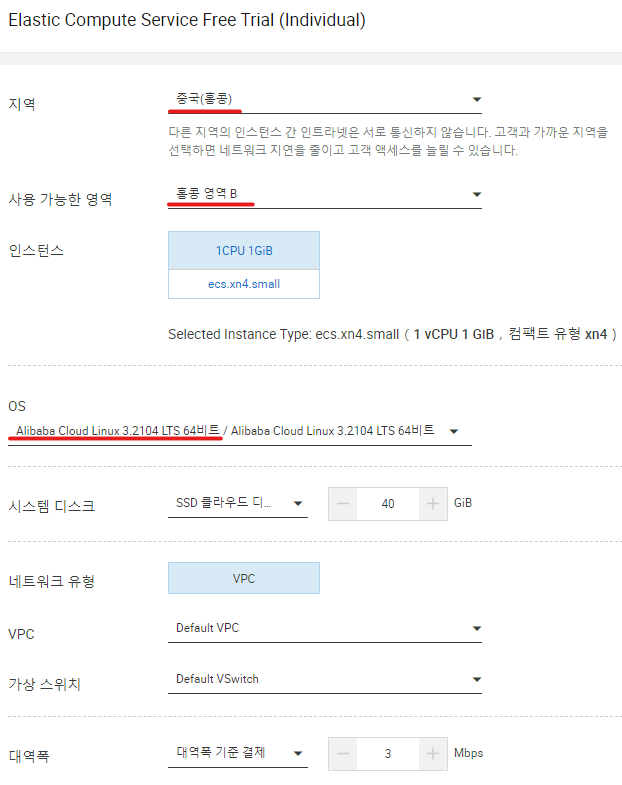 Elastic Compute Service Free Trial (Individual)
지역
중국(홍콩)
다른 지역의 인스턴스 간 인트라넷은 서로 통신하지 않습니다. 고객과 가까운 지역을
선택하면 네트워크 지연을 줄이고 고객 액세스를 늘릴 수 있습니다.
사용 가능한 영역
홍콩 영역 B
인스턴스
1CPU 1GiB
ecs.xn4.small
Selected Instance Type: ecs.xn4.small ( 1 vCPU 1 GiB , 컴팩트 유형 xn4 )
OS
Alibaba Cloud Linux 3.2104 LTS 64비트 / Alibaba Cloud Linux 3.2104 LTS 64비트
시스템 디스크
SSD 클라우드 디... 40 GiB
네트워크 유형
VPC
VPC
Default VPC
가상 스위치
Default VSwitch
대역폭
대역폭 기준 결제 3 Mbps